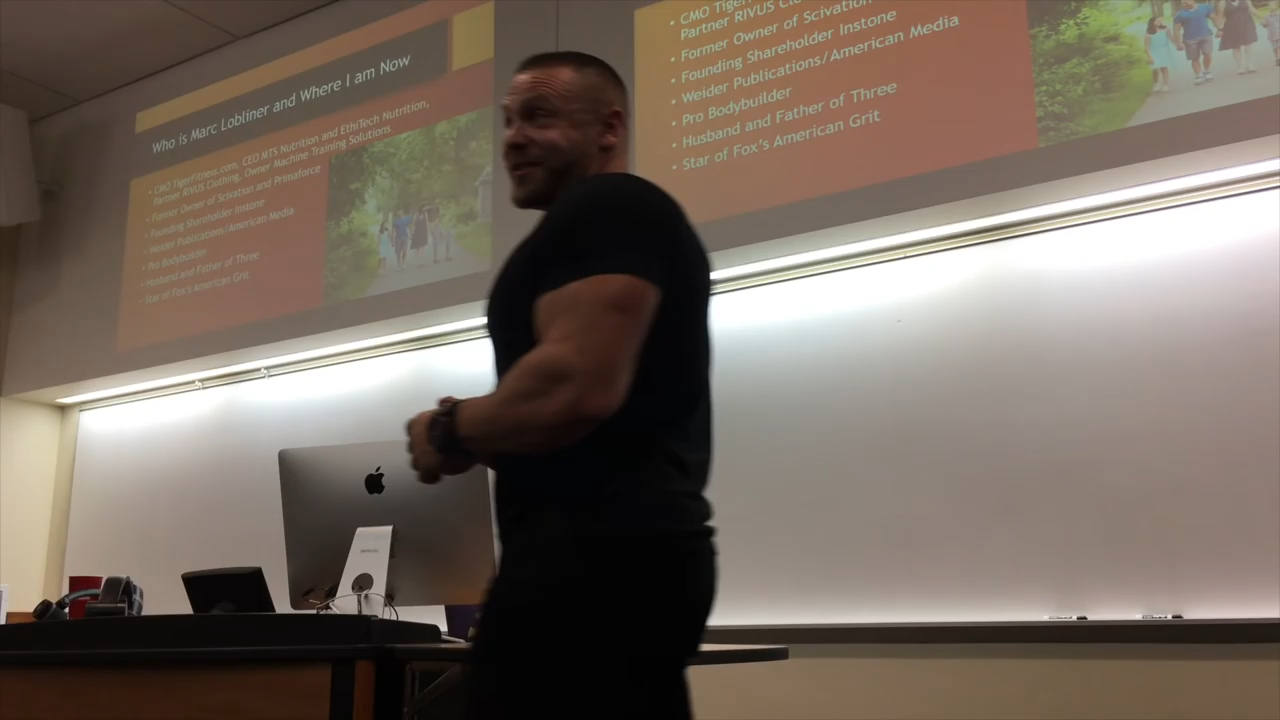 Who is Marc Lobliner and Where I am Now
• CMO TigerFitness.com, CEO MTS Nutrition and EthiTech Nutrition,
Partner RIVUS Clothing, Owner Machine Training Solutions
• Former Owner of Scivation and Primaforce
• Founding Shareholder Instone
• Weider Publications/American Media
• Pro Bodybuilder
• Husband and Father of Three
• Star of Fox's American Grit
• CMO
Partner RIVUS
• Former Owner of Scivation
• Founding Shareholder Instone
• Weider Publications/American Media
• Pro Bodybuilder
• Husband and Father of Three
• Star of Fox's American Grit